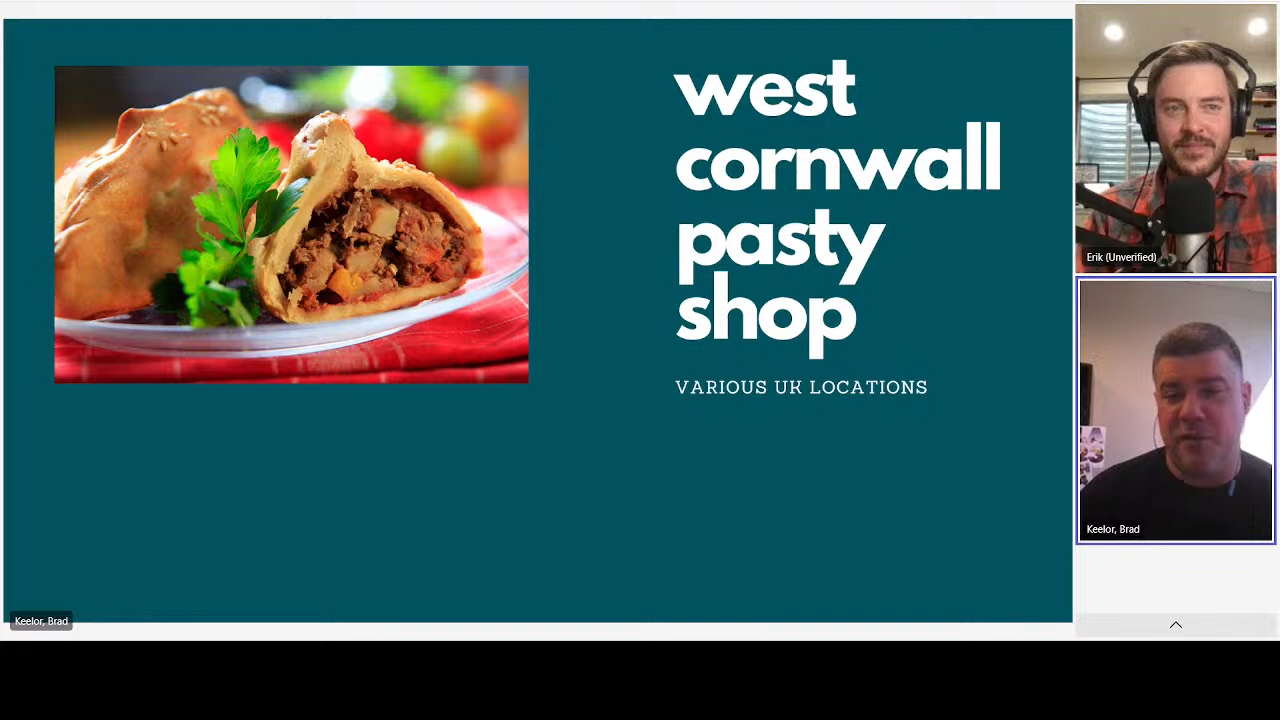 west
cornwall
pasty
shop
VARIOUS UK LOCATIONS
Erik (Unverified)
Keelor, Brad
Keelor, Brad